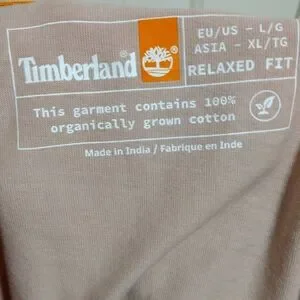 Timberland
EU/US - L/G
ASIA - XL/TG
RELAXED FIT
This garment contains 100%
organically grown cotton
Made in India / Fabrique en Inde